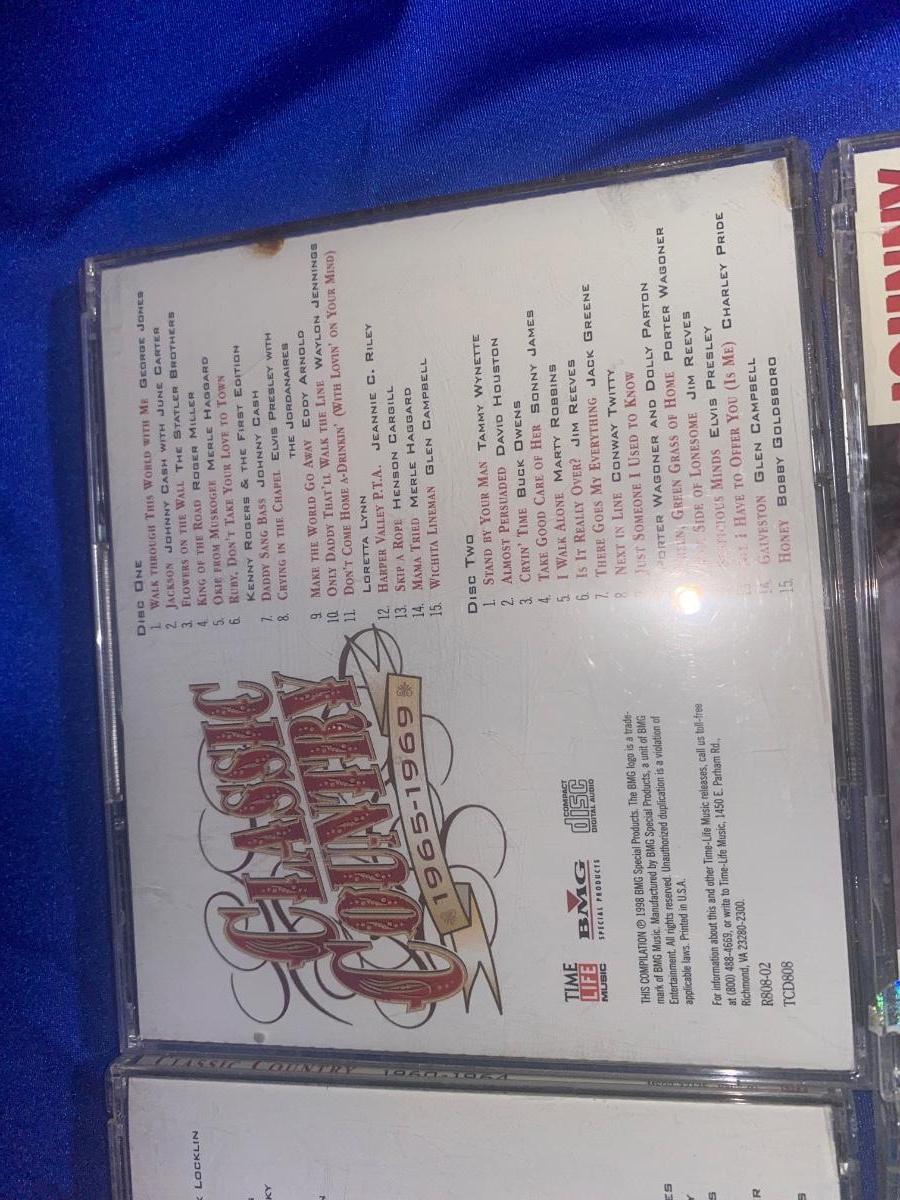 CLASSIC
COUNTRY
1965-1969
DISC ONE
1. WALK THROUGH THIS WORLD WITH ME GEORGE JONES
2. JACKSON JOHNNY CASH WITH JUNE CARTER
3. FLOWERS ON THE WALL THE STATLER BROTHERS
4. KING OF THE ROAD ROGER MILLER
5. OKIE FROM MUSKOGEE MERLE HAGGARD
6. RUBY, DON'T TAKE YOUR LOVE TO TOWN
KENNY ROGERS & THE FIRST EDITION
7. DADDY SANG BASS JOHNNY CASH
8. CRYING IN THE CHAPEL ELVIS PRESLEY WITH
THE JORDANAIRES
9. MAKE THE WORLD GO AWAY EDDY ARNOLD
10. ONLY DADDY THAT'LL WALK THE LINE WAYLON JENNINGS
11. DON'T COME HOME A-DRINKIN' (WITH LOVIN' ON YOUR MIND)
LORETTA LYNN
12. HARPER VALLEY P.T.A. JEANNIE C. RILEY
13. SKIP A ROPE HENSON CARGILL
14. MAMA TRIED MERLE HAGGARD
15. WICHITA LINEMAN GLEN CAMPBELL
DISC TWO
1. STAND BY YOUR MAN TAMMY WYNETTE
2. ALMOST PERSUADED DAVID HOUSTON
3. CRYIN' TIME BUCK OWENS
4. TAKE GOOD CARE OF HER SONNY JAMES
5. I WALK ALONE MARTY ROBBINS
6. IS IT REALLY OVER? JIM REEVES
7. THERE GOES MY EVERYTHING JACK GREENE
8. NEXT IN LINE CONWAY TWITTY
JUST SOMEONE I USED TO KNOW
PORTER WAGONER AND DOLLY PARTON
GREEN GRASS OF HOME PORTER WAGONER
SIDE OF LONESOME JIM REEVES
SUSPICIOUS MINDS ELVIS PRESLEY
I HAVE TO OFFER YOU (IS ME) CHARLEY PRIDE
14. GALVESTON GLEN CAMPBELL
15. HONEY BOBBY GOLDSBORO
TIME
LIFE
MUSIC
BMG
SPECIAL PRODUCTS
COMPACT
disc
DIGITAL AUDIO
THIS COMPILATION ℗ 1998 BMG Special Products. The BMG logo is a trade-
mark of BMG Music. Manufactured by BMG Special Products, a unit of BMG
Entertainment. All rights reserved. Unauthorized duplication is a violation of
applicable laws. Printed in U.S.A.
For information about this and other Time-Life Music releases, call us toll-free
at (800) 488-4669, or write to Time-Life Music, 1450 E. Parham Rd.,
Richmond, VA 23280-2300.
R808-02
TCD808
CLASSIC COUNTRY 1960-1964
LOCKLIN